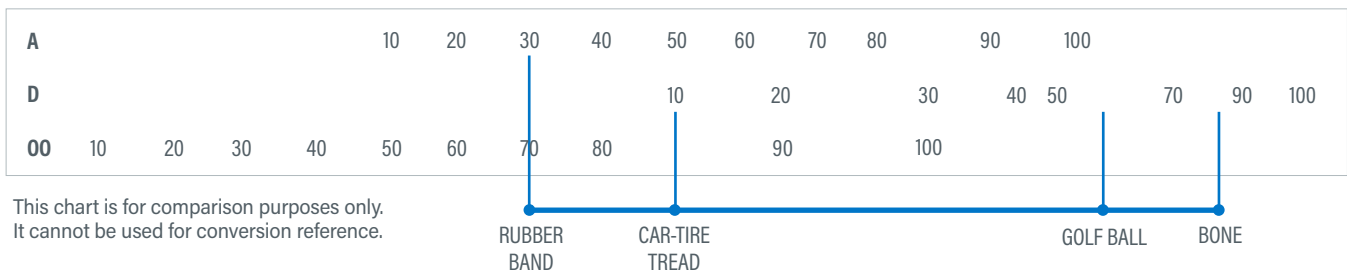 A 10 20 30 40 50 60 70 80 90 100
D 10 20 30 40 50 70 90 100
OO 10 20 30 40 50 60 70 80 90 100
This chart is for comparison purposes only.
It cannot be used for conversion reference.
RUBBER
BAND
CAR-TIRE
TREAD
GOLF BALL
BONE